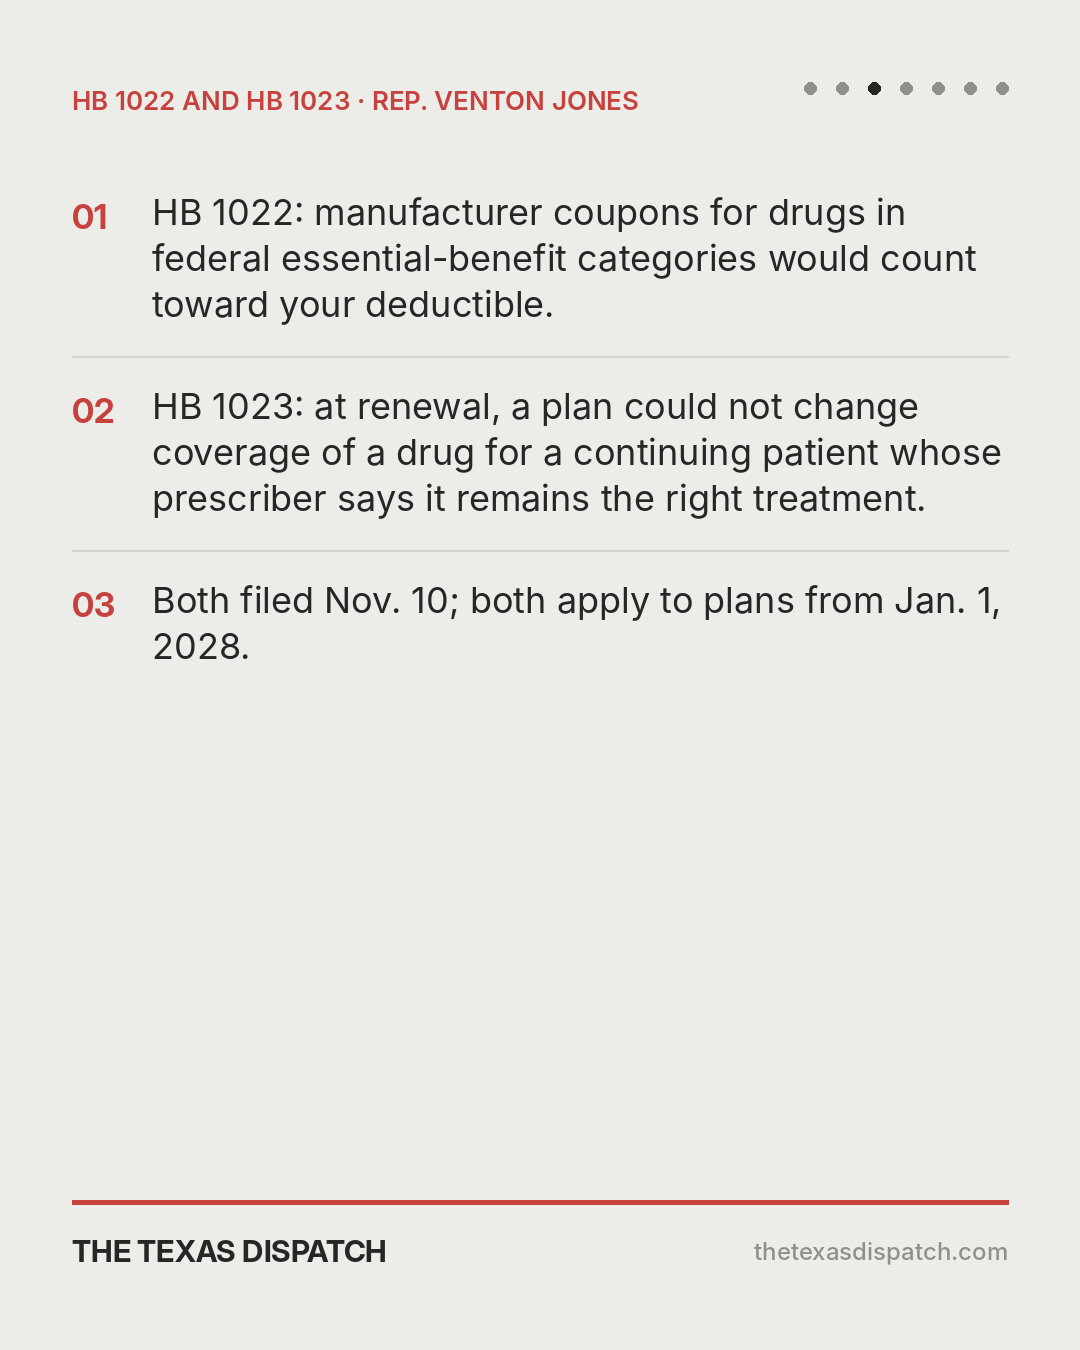 HB 1022 AND HB 1023 · REP. VENTON JONES
01 HB 1022: manufacturer coupons for drugs in
federal essential-benefit categories would count
toward your deductible.
02 HB 1023: at renewal, a plan could not change
coverage of a drug for a continuing patient whose
prescriber says it remains the right treatment.
03 Both filed Nov. 10; both apply to plans from Jan. 1,
2028.
THE TEXAS DISPATCH
thetexasdispatch.com